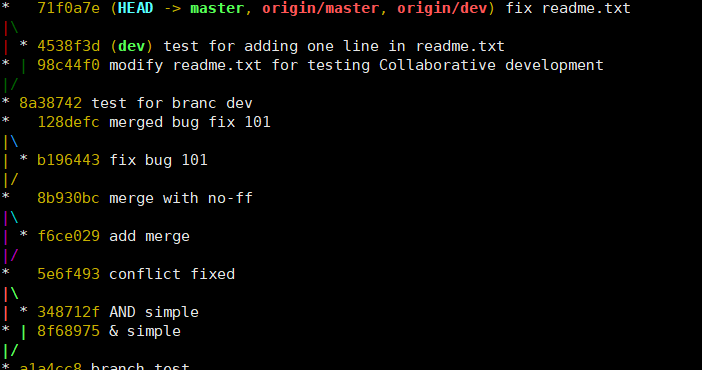 *   71f0a7e (HEAD -> master, origin/master, origin/dev) fix readme.txt
|\
| * 4538f3d (dev) test for adding one line in readme.txt
* | 98c44f0 modify readme.txt for testing Collaborative development
|/
* 8a38742 test for branc dev
*   128defc merged bug fix 101
|\
| * b196443 fix bug 101
|/
*   8b930bc merge with no-ff
|\
| * f6ce029 add merge
|/
*   5e6f493 conflict fixed
|\
| * 348712f AND simple
* | 8f68975 & simple
|/
* a1a4cc8 branch test